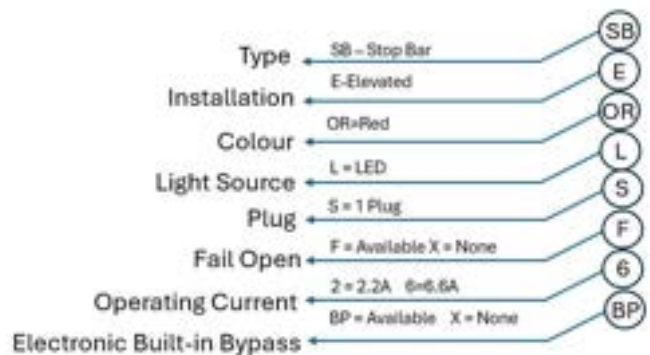 SB
Type SB – Stop Bar
E
E-Elevated
Installation
OR
OR=Red
Colour
L
L = LED
Light Source
S
S = 1 Plug
Plug
F
F = Available X = None
Fail Open
6
2 = 2.2A 6=6.6A
Operating Current
BP
BP = Available X = None
Electronic Built-in Bypass